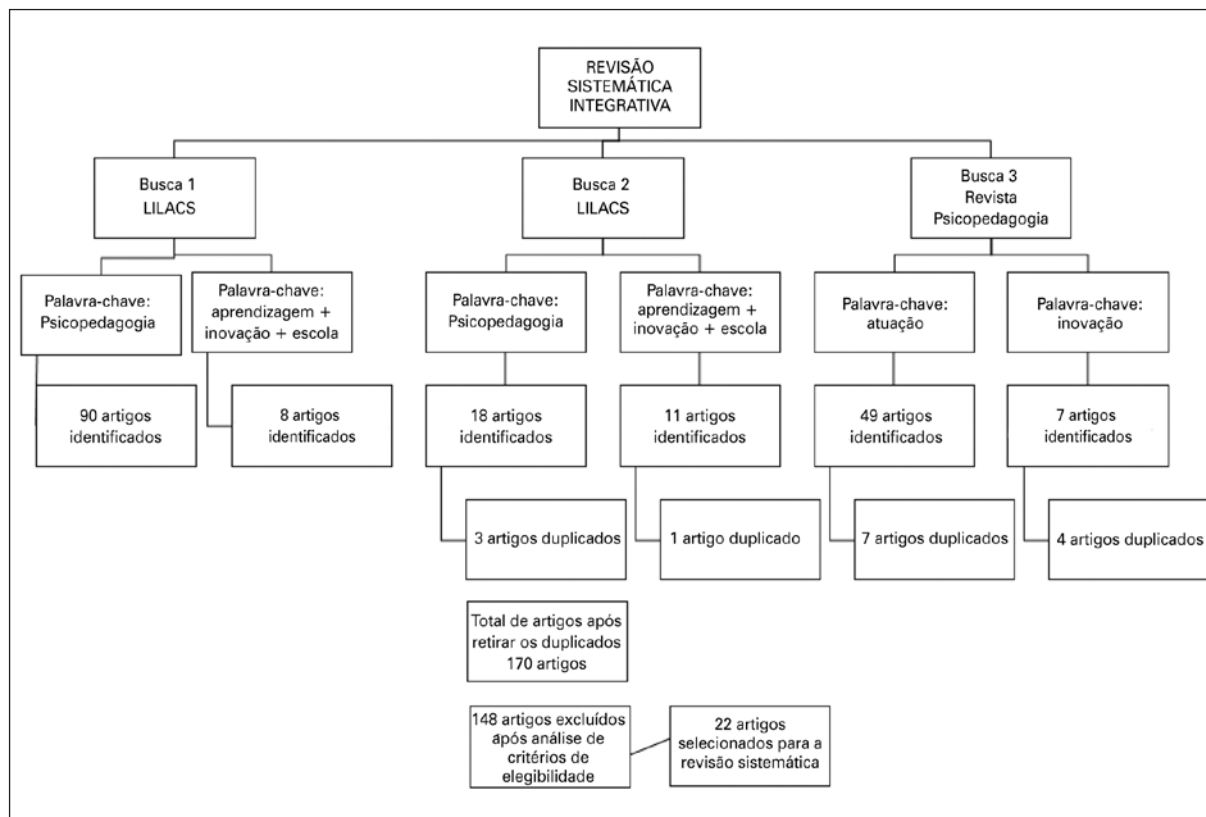 REVISÃO
SISTEMÁTICA
INTEGRATIVA
Busca 1
LILACS
Busca 2
LILACS
Busca 3
Revista
Psicopedagogia
Palavra-chave:
Psicopedagogia
Palavra-chave:
aprendizagem +
inovação + escola
Palavra-chave:
Psicopedagogia
Palavra-chave:
aprendizagem +
inovação + escola
Palavra-chave:
atuação
Palavra-chave:
inovação
90 artigos
identificados
8 artigos
identificados
18 artigos
identificados
11 artigos
identificados
49 artigos
identificados
7 artigos
identificados
3 artigos duplicados
1 artigo duplicado
7 artigos duplicados
4 artigos duplicados
Total de artigos após
retirar os duplicados
170 artigos
148 artigos excluídos
após análise de
critérios de
elegebilidade
22 artigos
selecionados para a
revisão sistemática